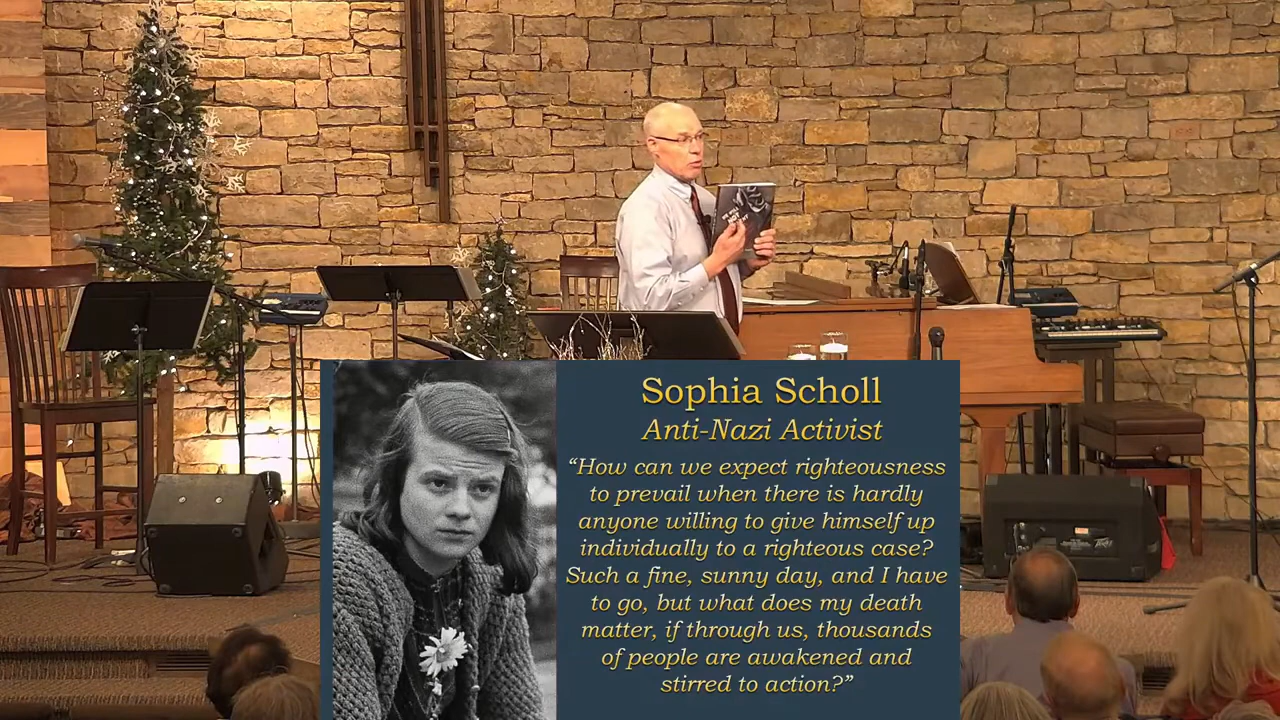 Sophia Scholl
Anti-Nazi Activist
“How can we expect righteousness
to prevail when there is hardly
anyone willing to give himself up
individually to a righteous case?
Such a fine, sunny day, and I have
to go, but what does my death
matter, if through us, thousands
of people are awakened and
stirred to action?”